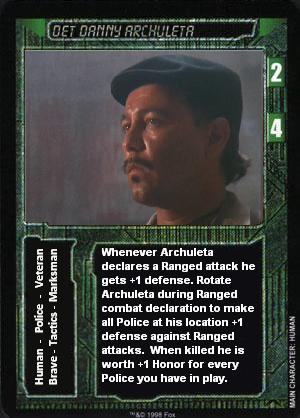 DET DANNY ARCHULETA
2
4
Human - Police - Veteran
Brave - Tactics - Marksman
Whenever Archuleta
declares a Ranged attack he
gets +1 defense. Rotate
Archuleta during Ranged
combat declaration to make
all Police at his location +1
defense against Ranged
attacks. When killed he is
worth +1 Honor for every
Police you have in play.
MAIN CHARACTER: HUMAN
™&© 1998 Fox